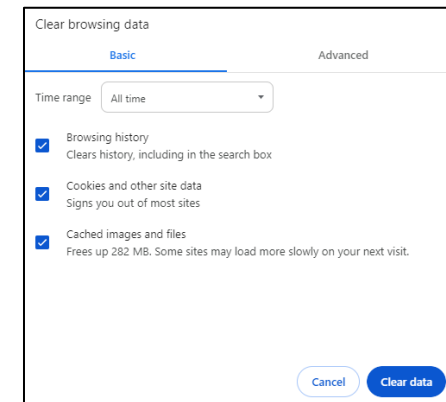 Clear browsing data
Basic
Advanced
Time range
All time
Browsing history
Clears history, including in the search box
Cookies and other site data
Signs you out of most sites
Cached images and files
Frees up 282 MB. Some sites may load more slowly on your next visit.
Cancel
Clear data